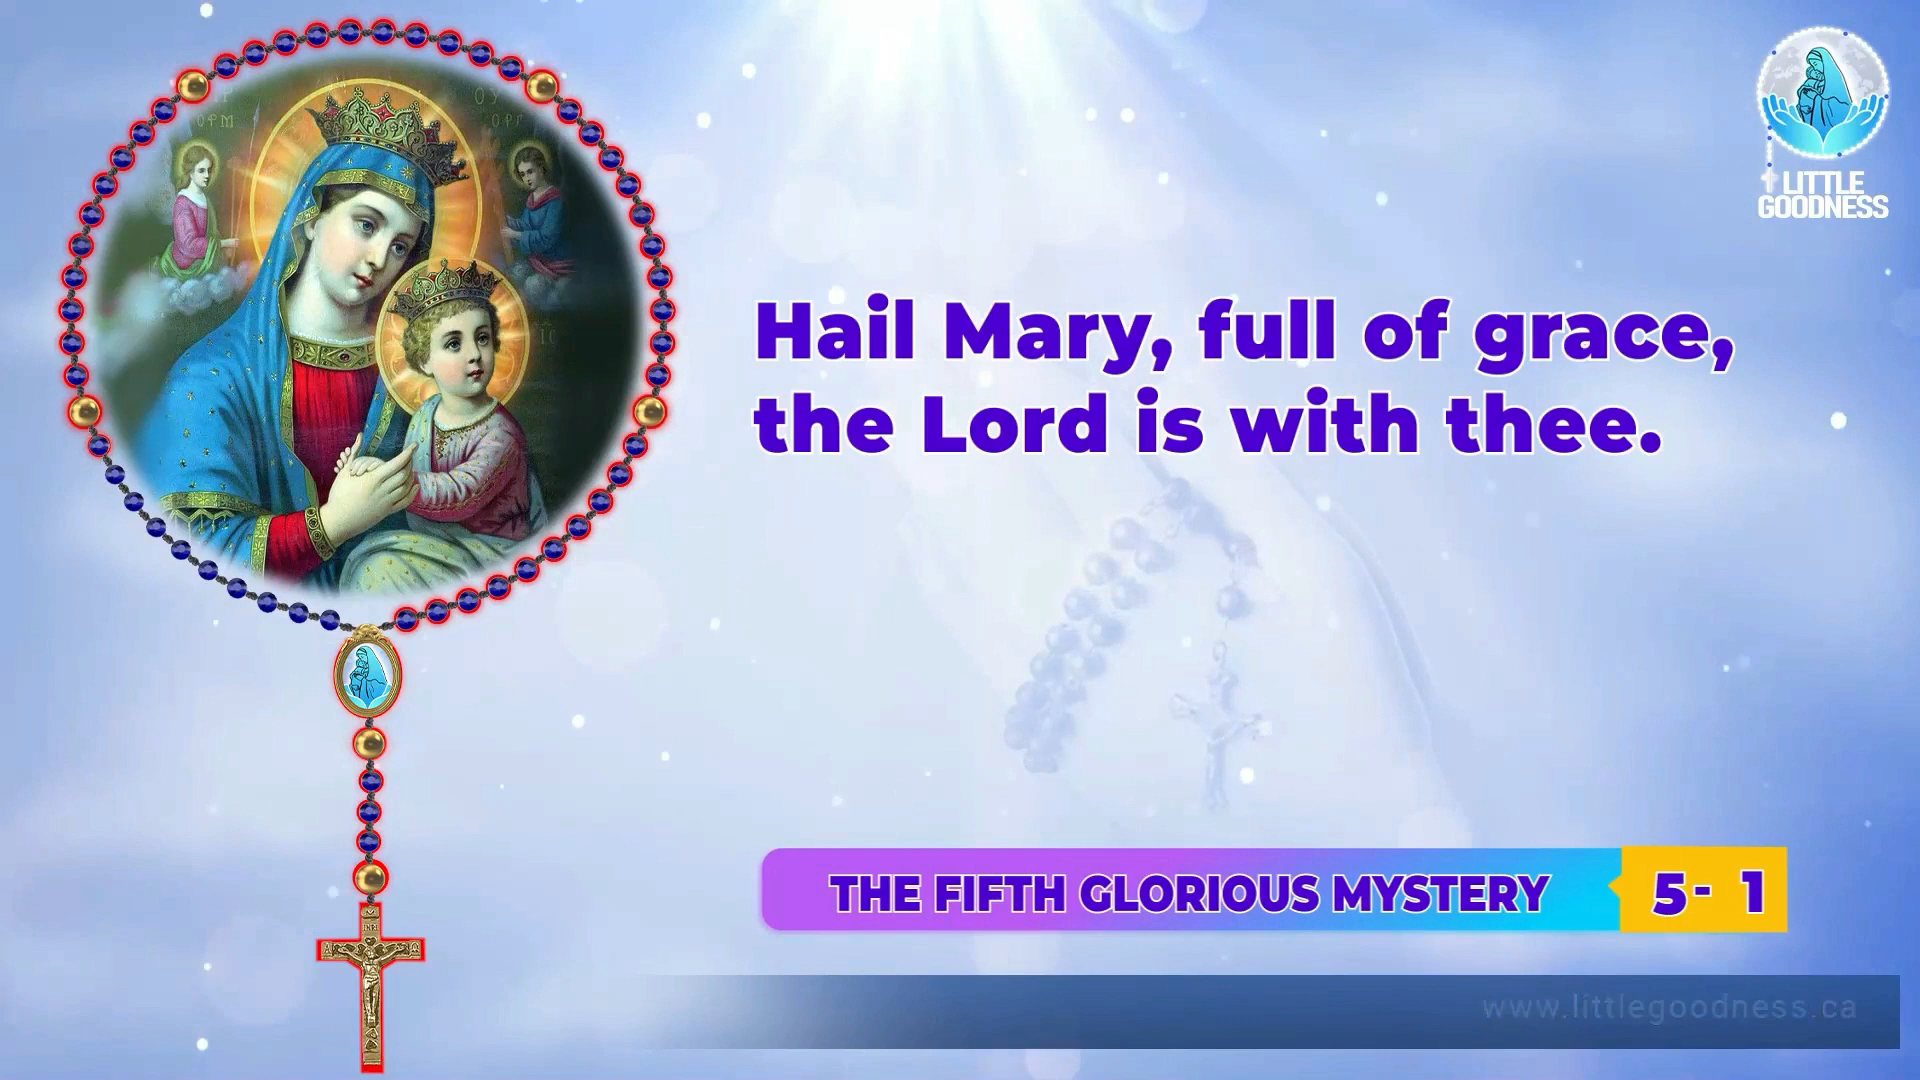 LITTLE
GOODNESS
Hail Mary, full of grace,
the Lord is with thee.
THE FIFTH GLORIOUS MYSTERY
5- 1
www.littlegoodness.ca
INRI